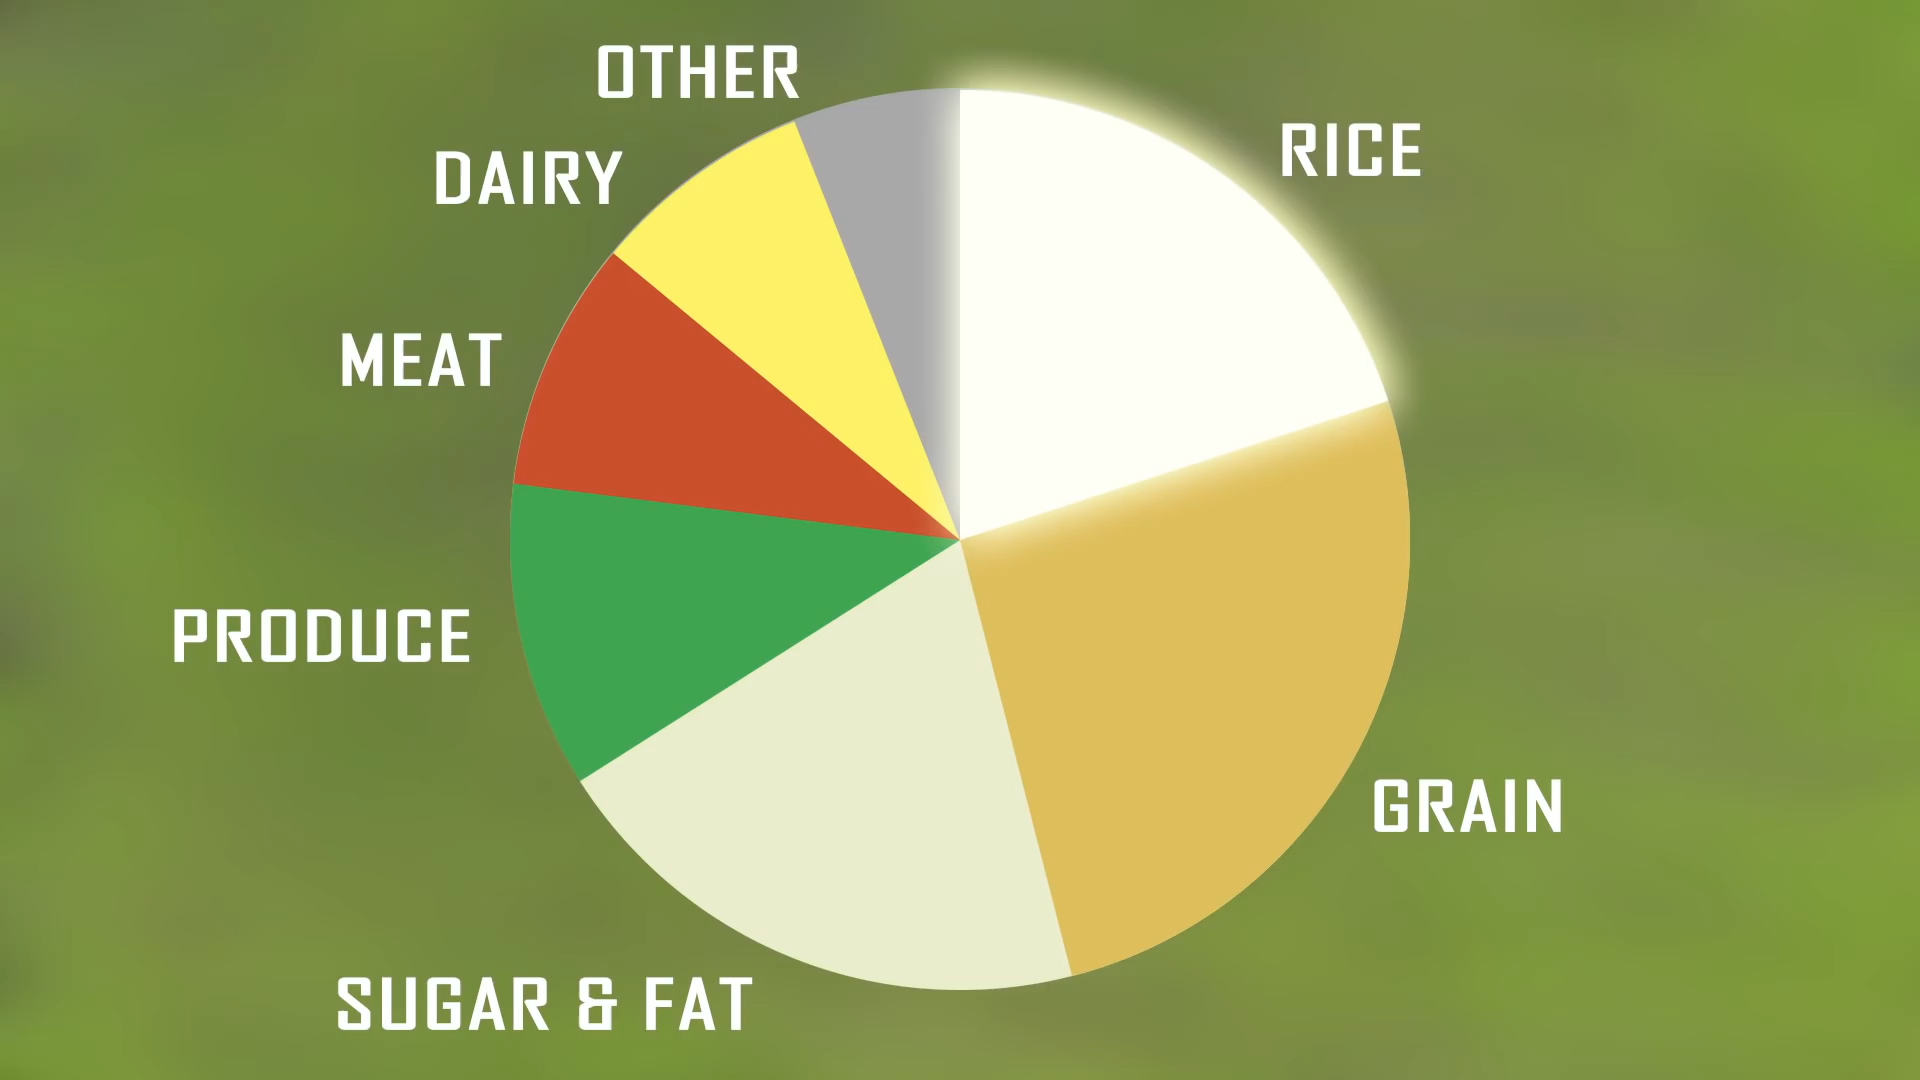 OTHER
RICE
DAIRY
MEAT
PRODUCE
GRAIN
SUGAR & FAT